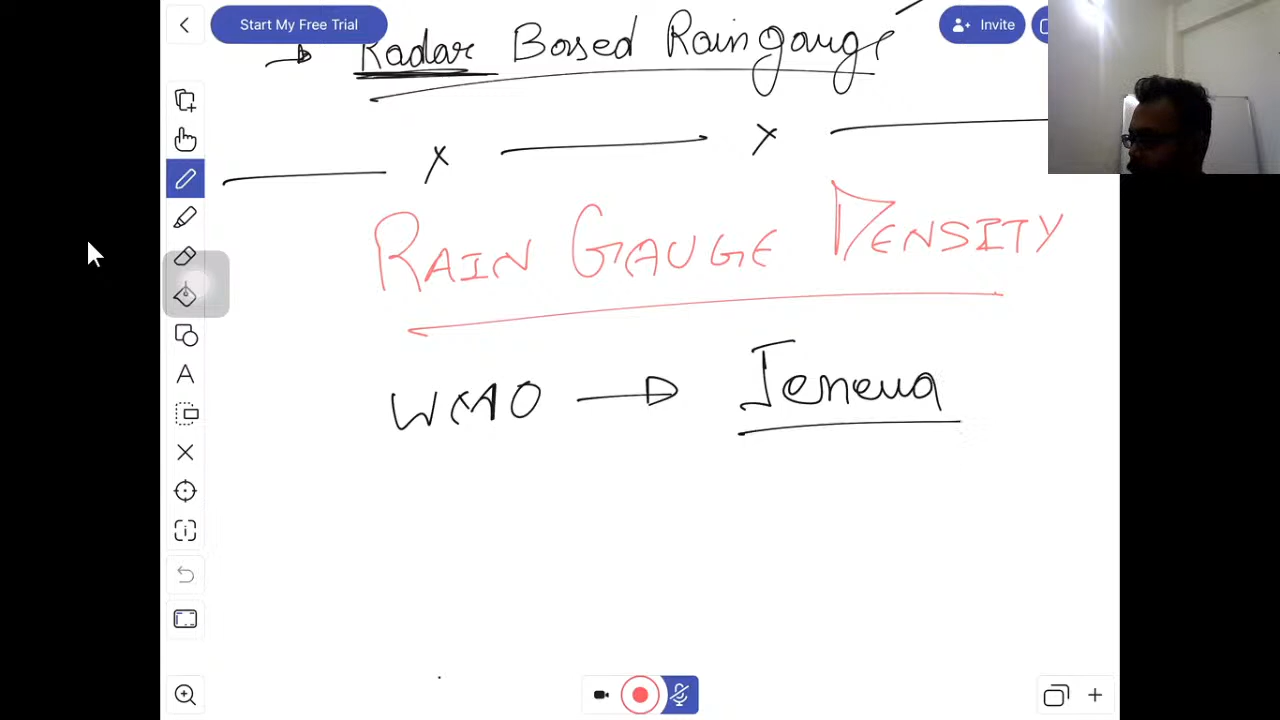 Start My Free Trial
Invite
Radar Based Raingauge
x x
RAIN GAUGE DENSITY
WMO → Jeneva
A